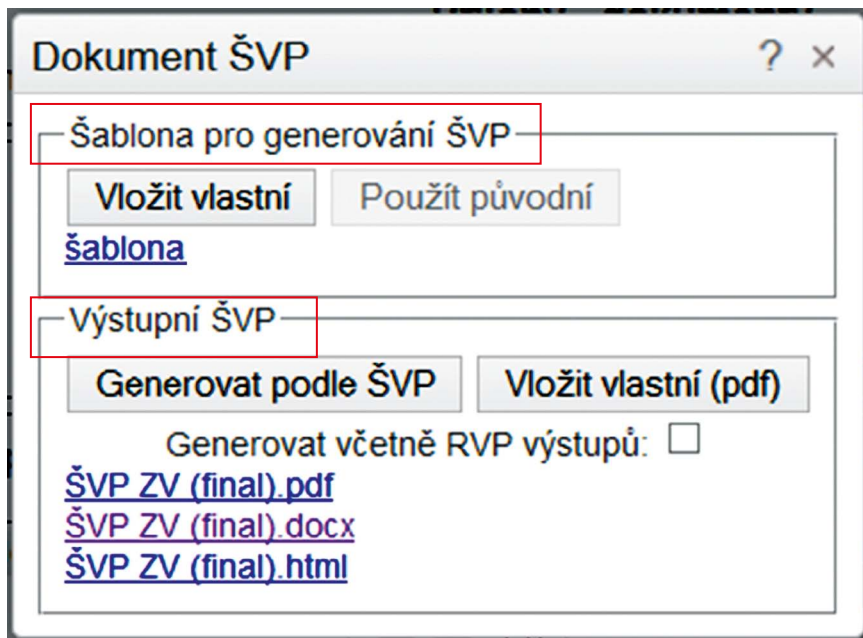 Dokument ŠVP ? ×
Šablona pro generování ŠVP
Vložit vlastní Použít původní
šablona
Výstupní ŠVP
Generovat podle ŠVP Vložit vlastní (pdf)
Generovat včetně RVP výstupů:
ŠVP ZV (final).pdf
ŠVP ZV (final).docx
ŠVP ZV (final).html